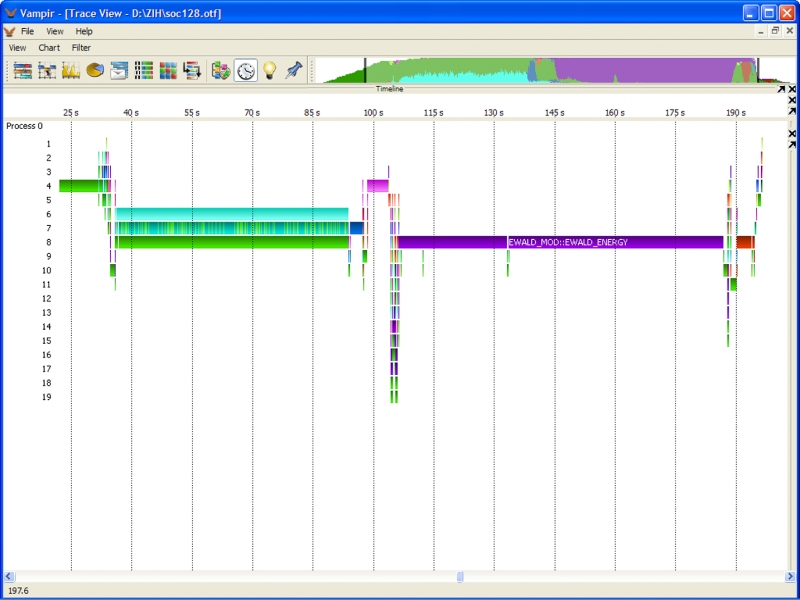 Vampir - [Trace View - D:\ZIH\soc128.otf]
File View Help
View Chart Filter
Timeline
25 s 40 s 55 s 70 s 85 s 100 s 115 s 130 s 145 s 160 s 175 s 190 s
Process 0
1
2
3
4
5
6
7
8 EWALD_MOD::EWALD_ENERGY
9
10
11
12
13
14
15
16
17
18
19
197.6